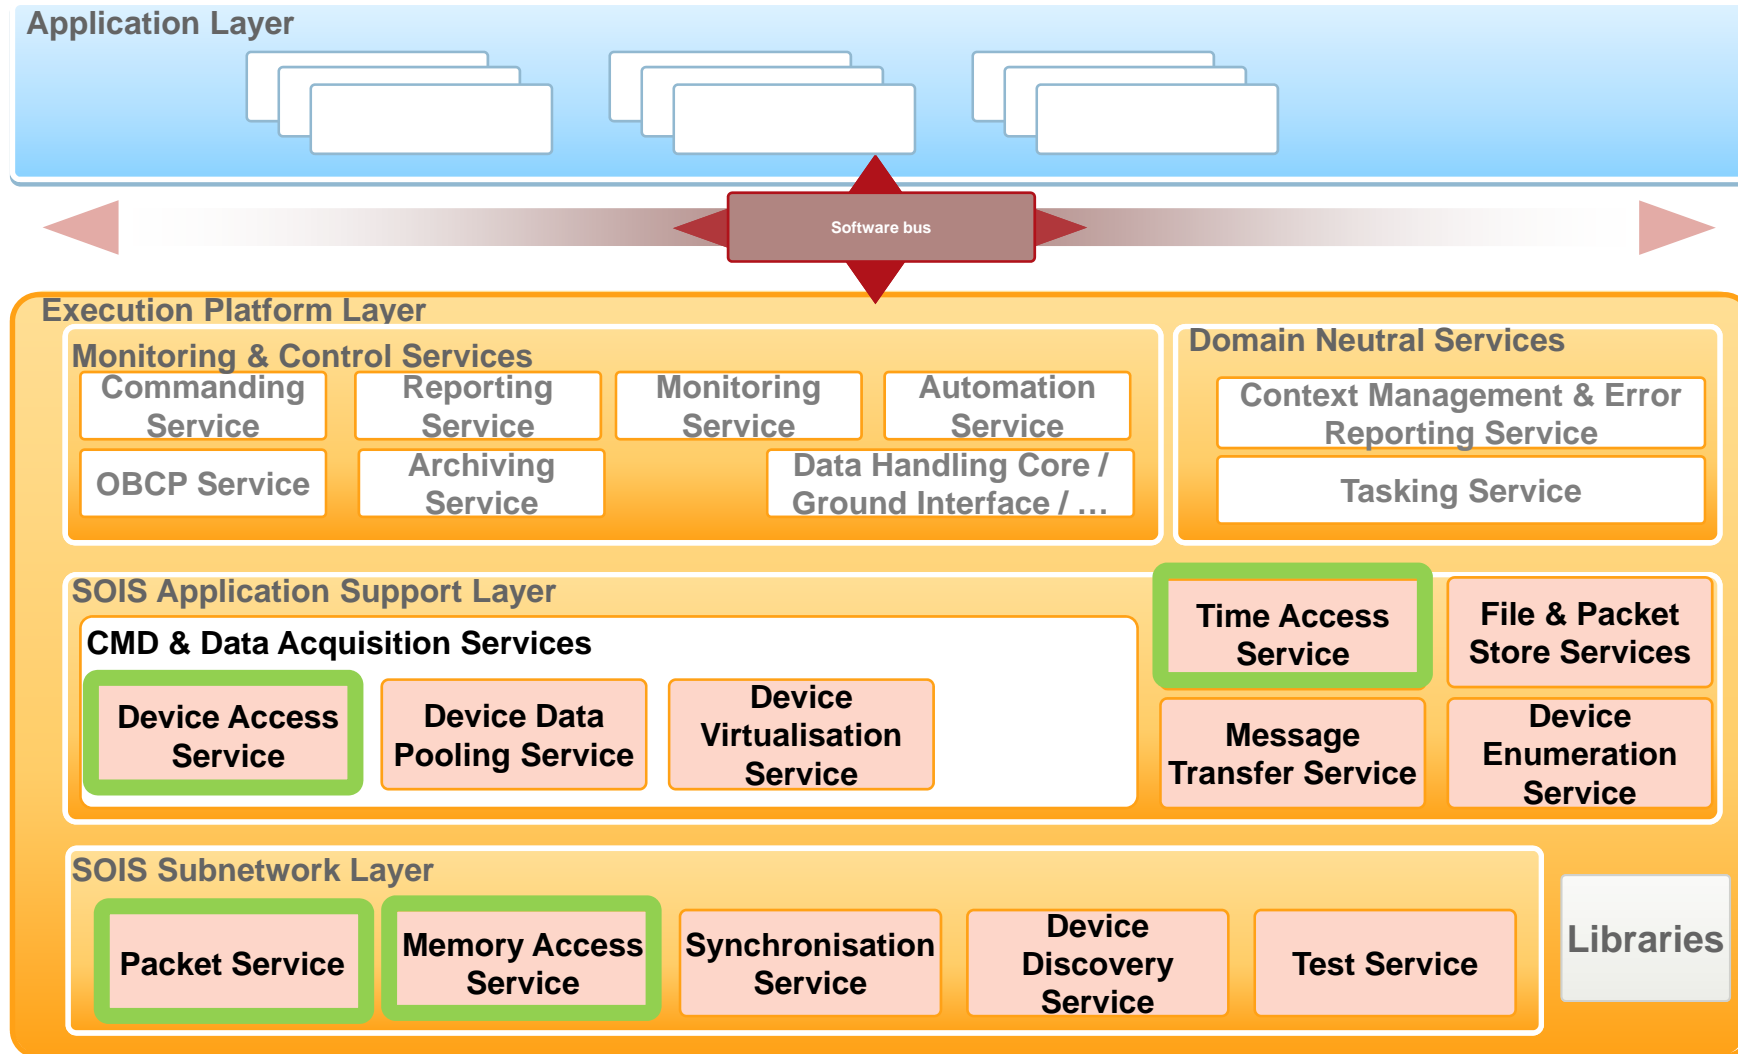 Application Layer
Software bus
Execution Platform Layer
Monitoring & Control Services
Commanding
Service
Reporting
Service
Monitoring
Service
Automation
Service
OBCP Service
Archiving
Service
Data Handling Core /
Ground Interface / …
Domain Neutral Services
Context Management & Error
Reporting Service
Tasking Service
SOIS Application Support Layer
CMD & Data Acquisition Services
Device Access
Service
Device Data
Pooling Service
Device
Virtualisation
Service
Time Access
Service
File & Packet
Store Services
Message
Transfer Service
Device
Enumeration
Service
SOIS Subnetwork Layer
Packet Service
Memory Access
Service
Synchronisation
Service
Device
Discovery
Service
Test Service
Libraries